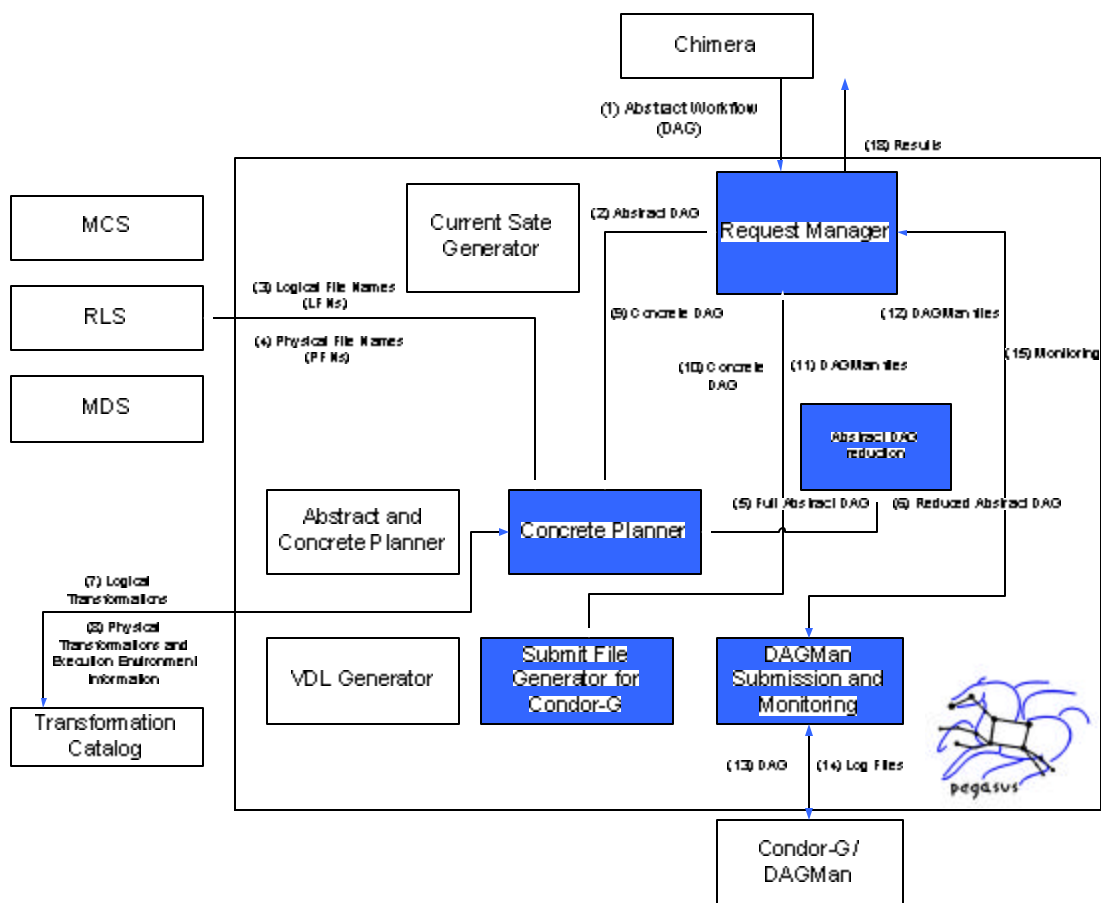 Chimera
(1) Abstract Workflow
(DAG)
(18) Results
MCS
Current Sate
Generator
(2) Abstract DAG
Request Manager
(3) Logical File Names
(LFNs)
RLS
(4) Physical File Names
(PFNs)
(9) Concrete DAG
(12) DAGMan files
(10) Concrete
DAG
(11) DAGMan files
(15) Monitoring
MDS
Abstract DAG
reduction
Abstract and
Concrete Planner
Concrete Planner
(5) Full Abstract DAG
(6) Reduced Abstract DAG
(7) Logical
Transformations
(8) Physical
Transformations and
Execution Environment
Information
VDL Generator
Submit File
Generator for
Condor-G
DAGMan
Submission and
Monitoring
Transformation
Catalog
(13) DAG
(14) Log Files
pegasus
Condor-G/
DAGMan